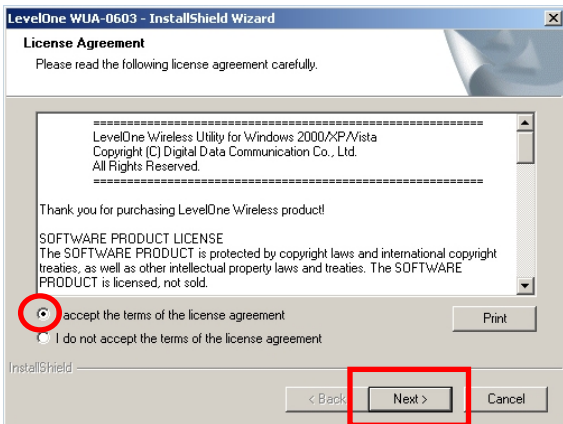 LevelOne WUA-0603 - InstallShield Wizard
License Agreement
Please read the following license agreement carefully.
============================================================
LevelOne Wireless Utility for Windows 2000/XP/Vista
Copyright (C) Digital Data Communication Co., Ltd.
All Rights Reserved.
============================================================
Thank you for purchasing LevelOne Wireless product!
SOFTWARE PRODUCT LICENSE
The SOFTWARE PRODUCT is protected by copyright laws and international copyright
treaties, as well as other intellectual property laws and treaties. The SOFTWARE
PRODUCT is licensed, not sold.
accept the terms of the license agreement
Print
I do not accept the terms of the license agreement
InstallShield
< Back
Next >
Cancel